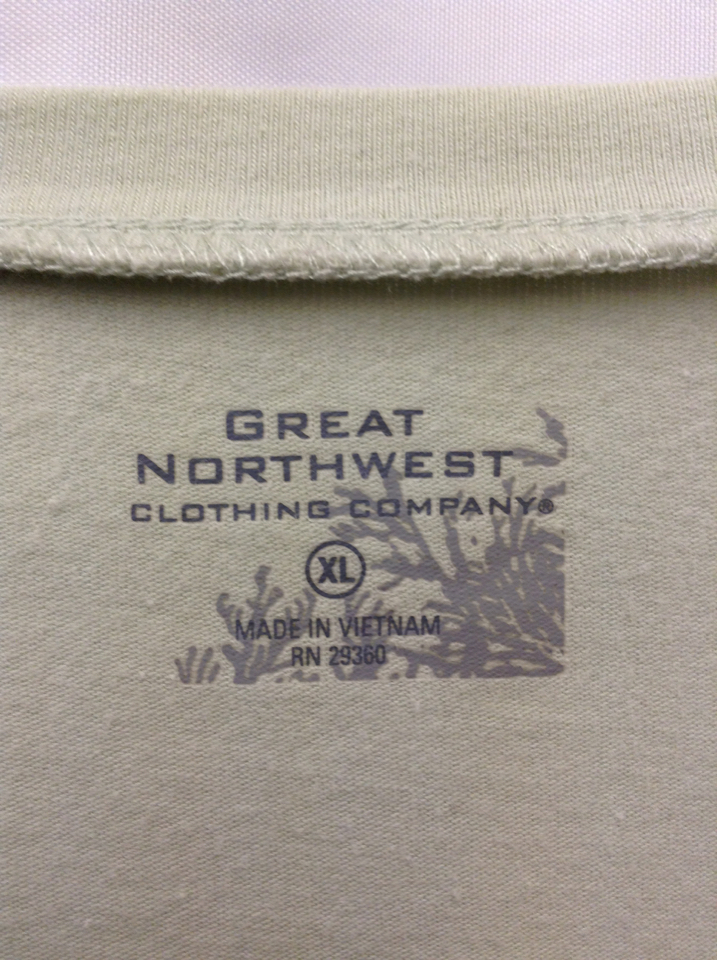 GREAT
NORTHWEST
CLOTHING COMPANY®
XL
MADE IN VIETNAM
RN 29360